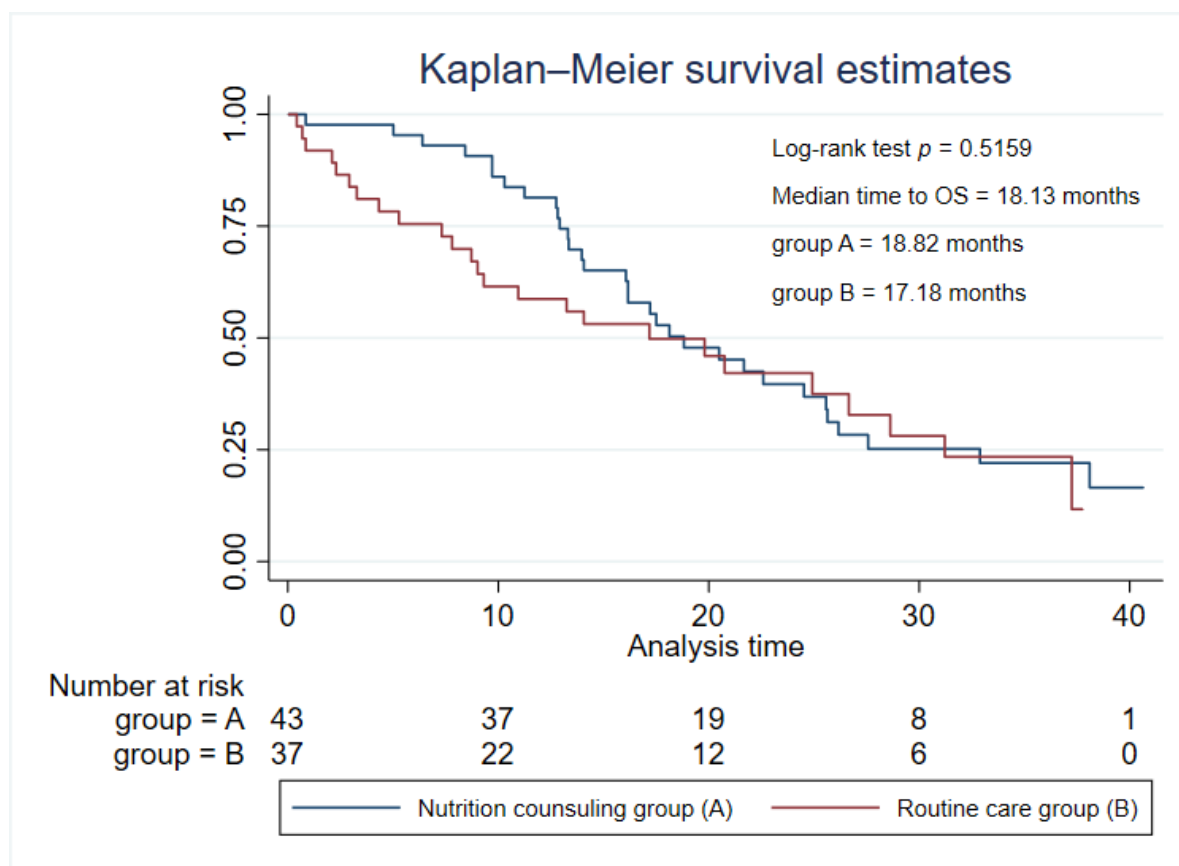 Kaplan–Meier survival estimates
1.00
0.75
0.50
0.25
0.00
Log-rank test p = 0.5159
Median time to OS = 18.13 months
group A = 18.82 months
group B = 17.18 months
0 10 20 30 40
Analysis time
Number at risk
group = A 43 37 19 8 1
group = B 37 22 12 6 0
Nutrition counsuling group (A) Routine care group (B)